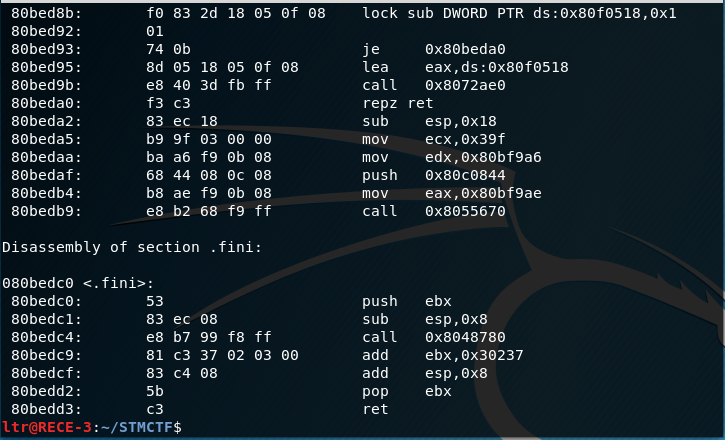 80bed8b: f0 83 2d 18 05 0f 08 lock sub DWORD PTR ds:0x80f0518,0x1
80bed92: 01
80bed93: 74 0b je 0x80beda0
80bed95: 8d 05 18 05 0f 08 lea eax,ds:0x80f0518
80bed9b: e8 40 3d fb ff call 0x8072ae0
80beda0: f3 c3 repz ret
80beda2: 83 ec 18 sub esp,0x18
80beda5: b9 9f 03 00 00 mov ecx,0x39f
80bedaa: ba a6 f9 0b 08 mov edx,0x80bf9a6
80bedaf: 68 44 08 0c 08 push 0x80c0844
80bedb4: b8 ae f9 0b 08 mov eax,0x80bf9ae
80bedb9: e8 b2 68 f9 ff call 0x8055670
Disassembly of section .fini:
080bedc0 <.fini>:
80bedc0: 53 push ebx
80bedc1: 83 ec 08 sub esp,0x8
80bedc4: e8 b7 99 f8 ff call 0x8048780
80bedc9: 81 c3 37 02 03 00 add ebx,0x30237
80bedcf: 83 c4 08 add esp,0x8
80bedd2: 5b pop ebx
80bedd3: c3 ret
ltr@RECE-3:~/STMCTF$